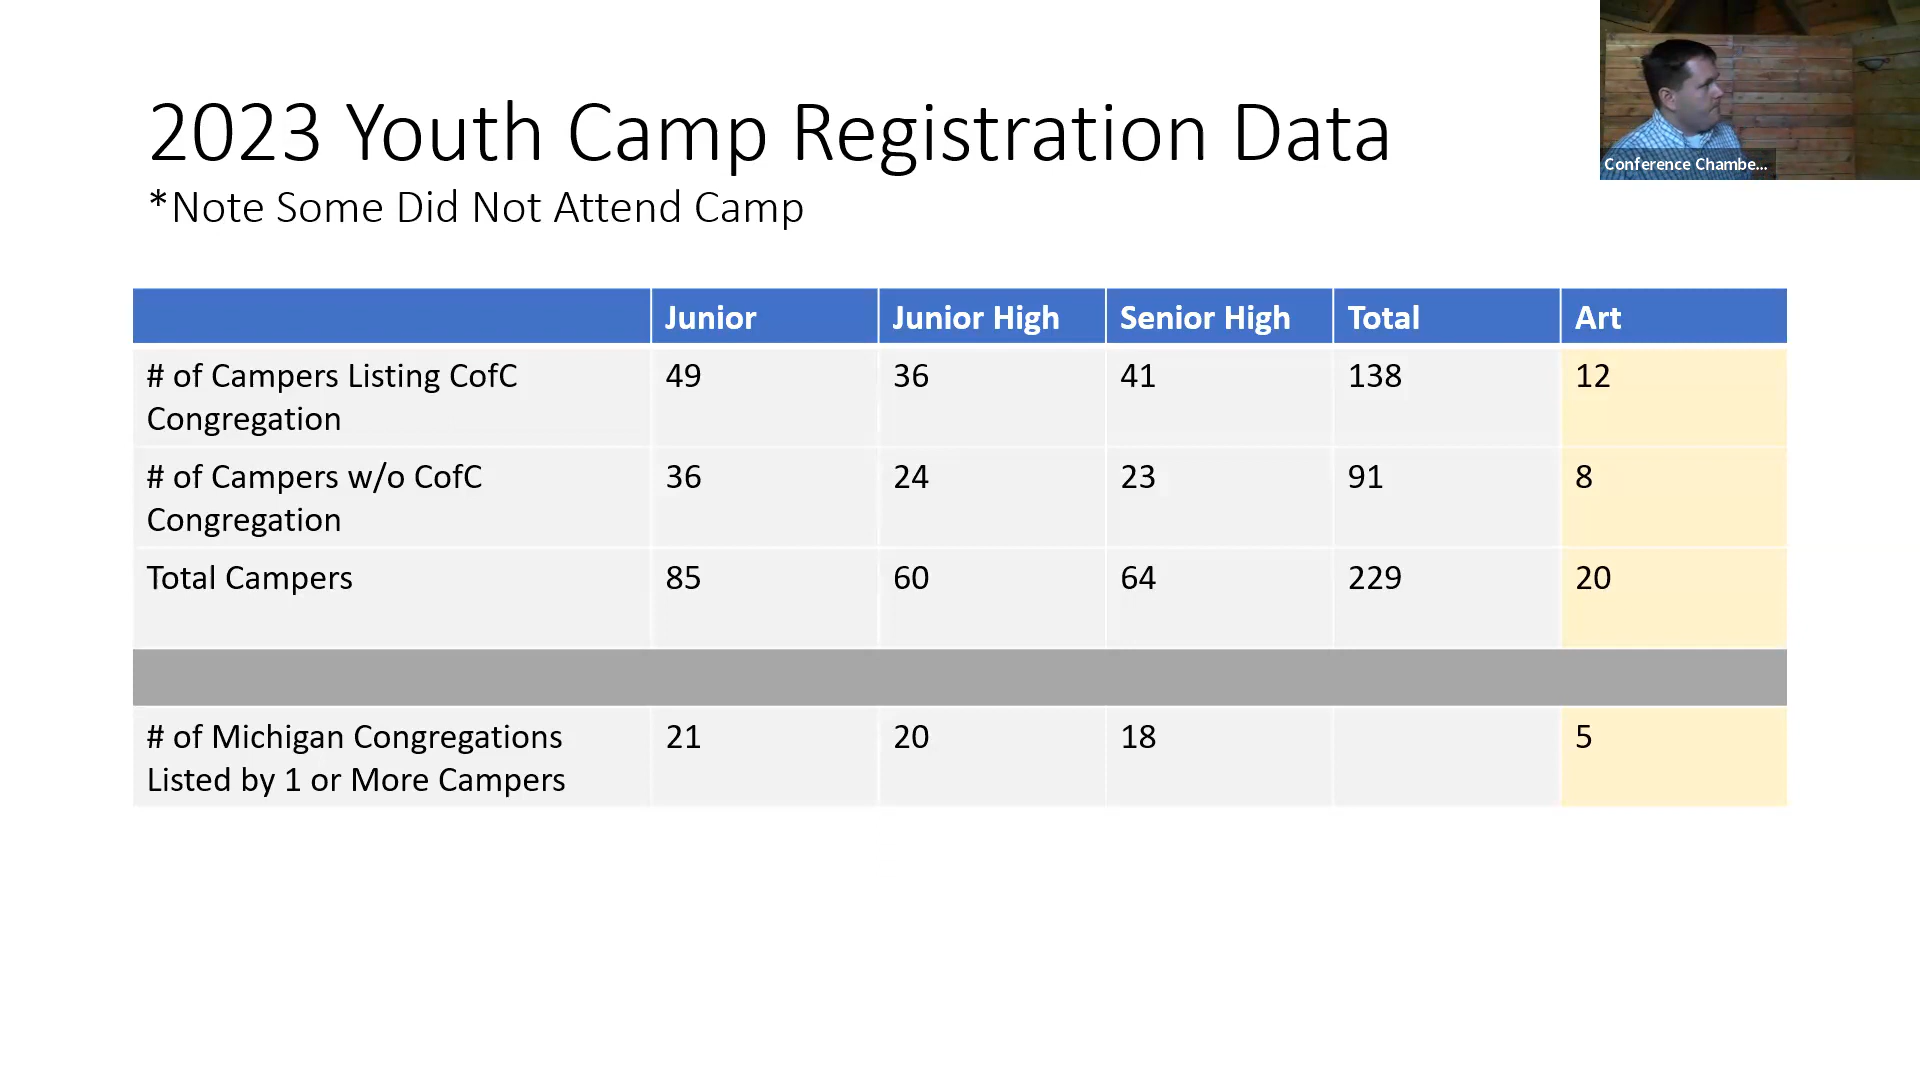 2023 Youth Camp Registration Data
*Note Some Did Not Attend Camp
Conference Chambe...
Junior Junior High Senior High Total Art
# of Campers Listing CofC Congregation 49 36 41 138 12
# of Campers w/o CofC Congregation 36 24 23 91 8
Total Campers 85 60 64 229 20
# of Michigan Congregations Listed by 1 or More Campers 21 20 18 5